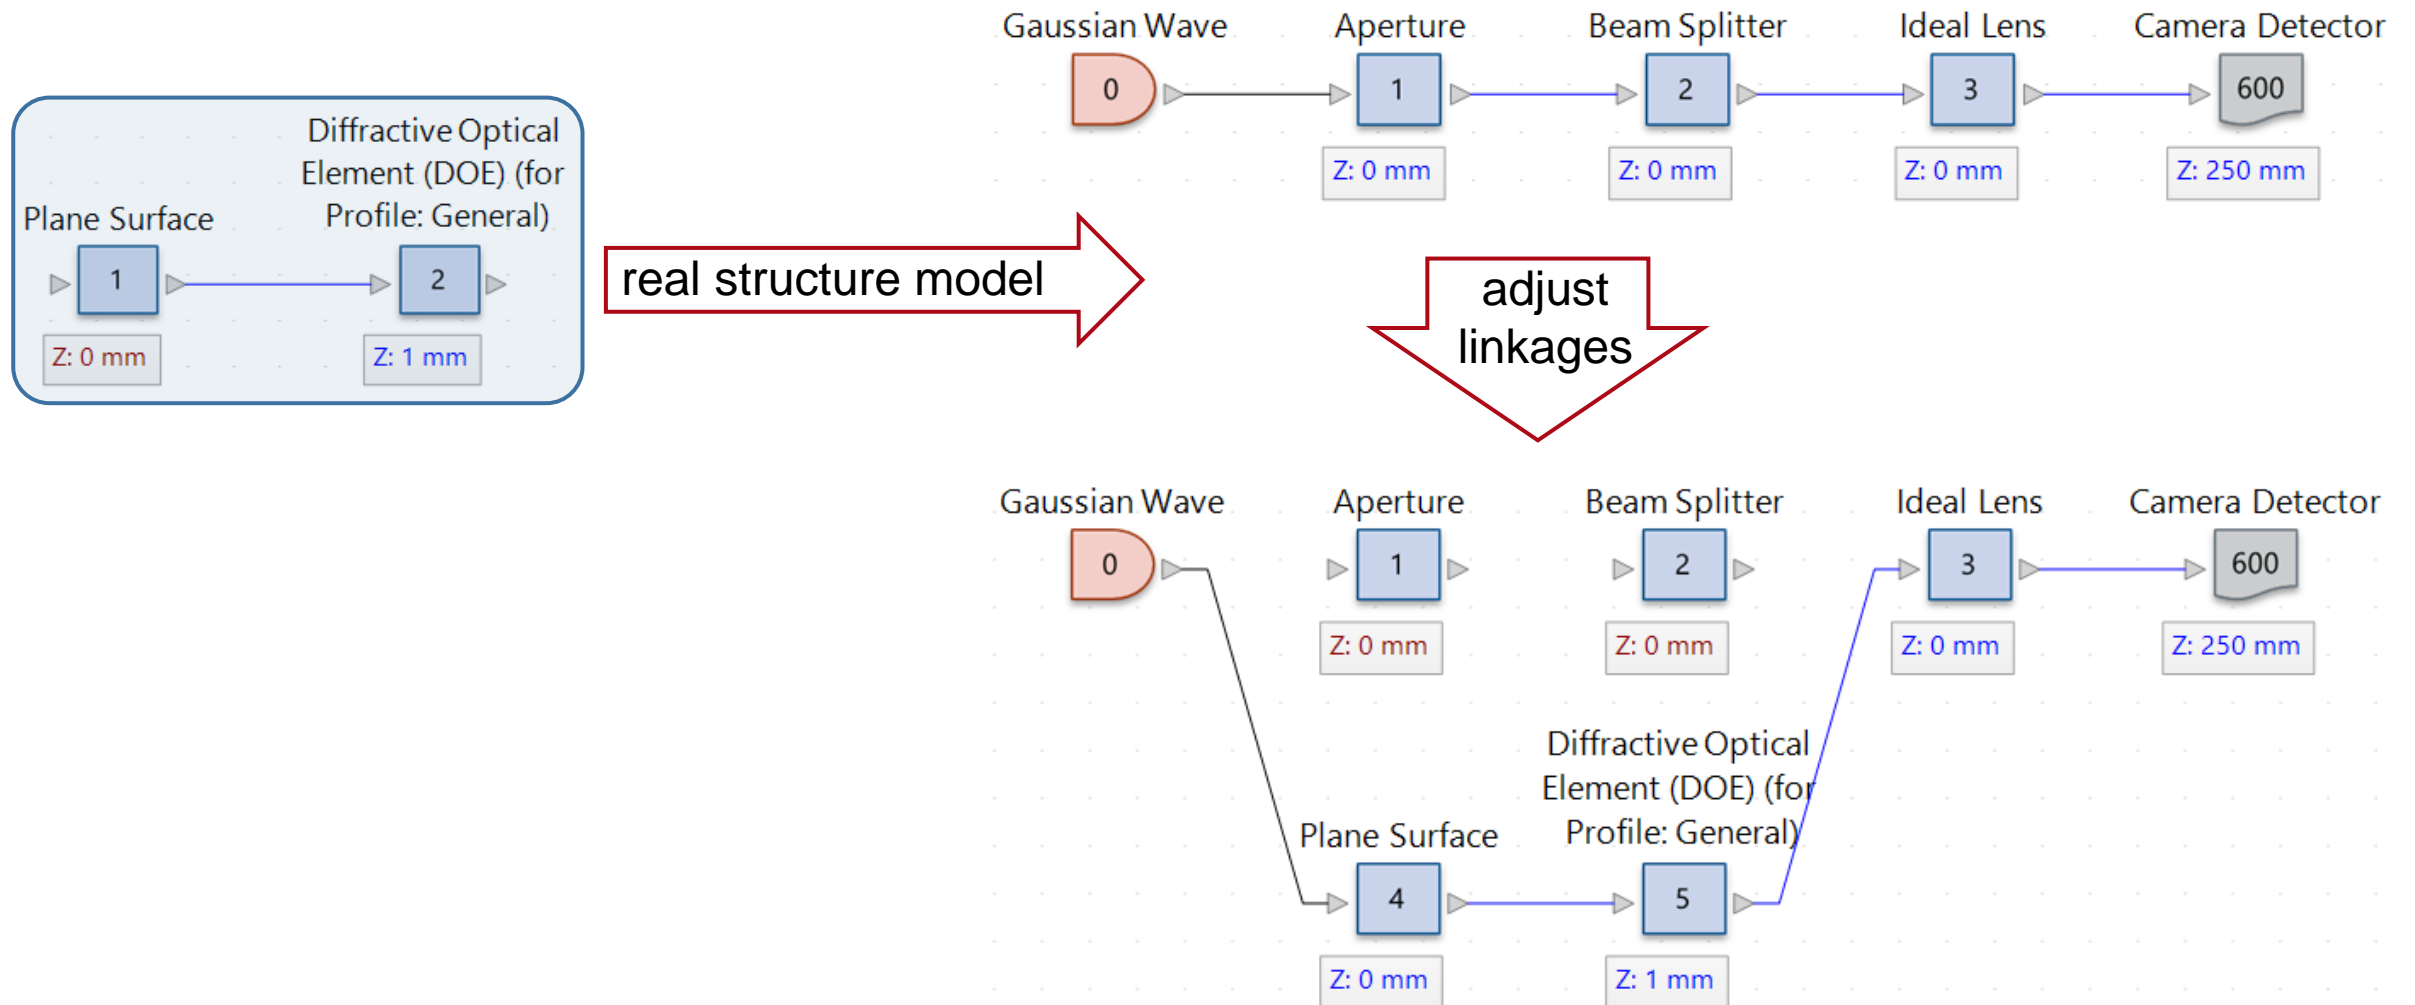 Diffractive Optical
Element (DOE) (for
Profile: General)
Plane Surface
1
2
Z: 0 mm
Z: 1 mm
real structure model
Gaussian Wave
Aperture
Beam Splitter
Ideal Lens
Camera Detector
0
1
2
3
600
Z: 0 mm
Z: 0 mm
Z: 0 mm
Z: 250 mm
adjust
linkages
Gaussian Wave
Aperture
Beam Splitter
Ideal Lens
Camera Detector
0
1
2
3
600
Z: 0 mm
Z: 0 mm
Z: 0 mm
Z: 250 mm
Diffractive Optical
Element (DOE) (for
Profile: General)
Plane Surface
4
5
Z: 0 mm
Z: 1 mm